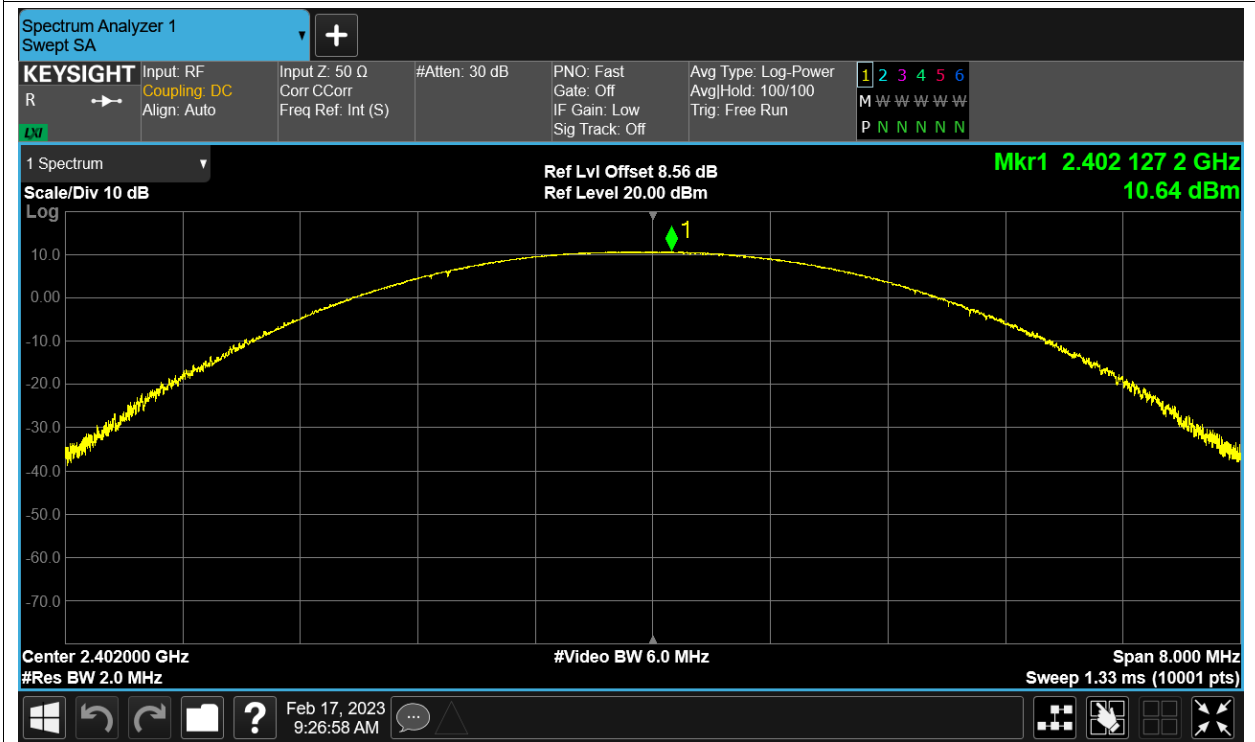 Spectrum Analyzer 1
Swept SA
KEYSIGHT
R
LXI
Input: RF
Coupling: DC
Align: Auto
Input Z: 50 Ω
Corr CCorr
Freq Ref: Int (S)
#Atten: 30 dB
PNO: Fast
Gate: Off
IF Gain: Low
Sig Track: Off
Avg Type: Log-Power
Avg|Hold: 100/100
Trig: Free Run
1 2 3 4 5 6
M W W W W W
P N N N N N
1 Spectrum
Scale/Div 10 dB
Log
Ref Lvl Offset 8.56 dB
Ref Level 20.00 dBm
Mkr1 2.402 127 2 GHz
10.64 dBm
1
10.0
0.00
-10.0
-20.0
-30.0
-40.0
-50.0
-60.0
-70.0
Center 2.402000 GHz
#Res BW 2.0 MHz
#Video BW 6.0 MHz
Span 8.000 MHz
Sweep 1.33 ms (10001 pts)
?
Feb 17, 2023
9:26:58 AM